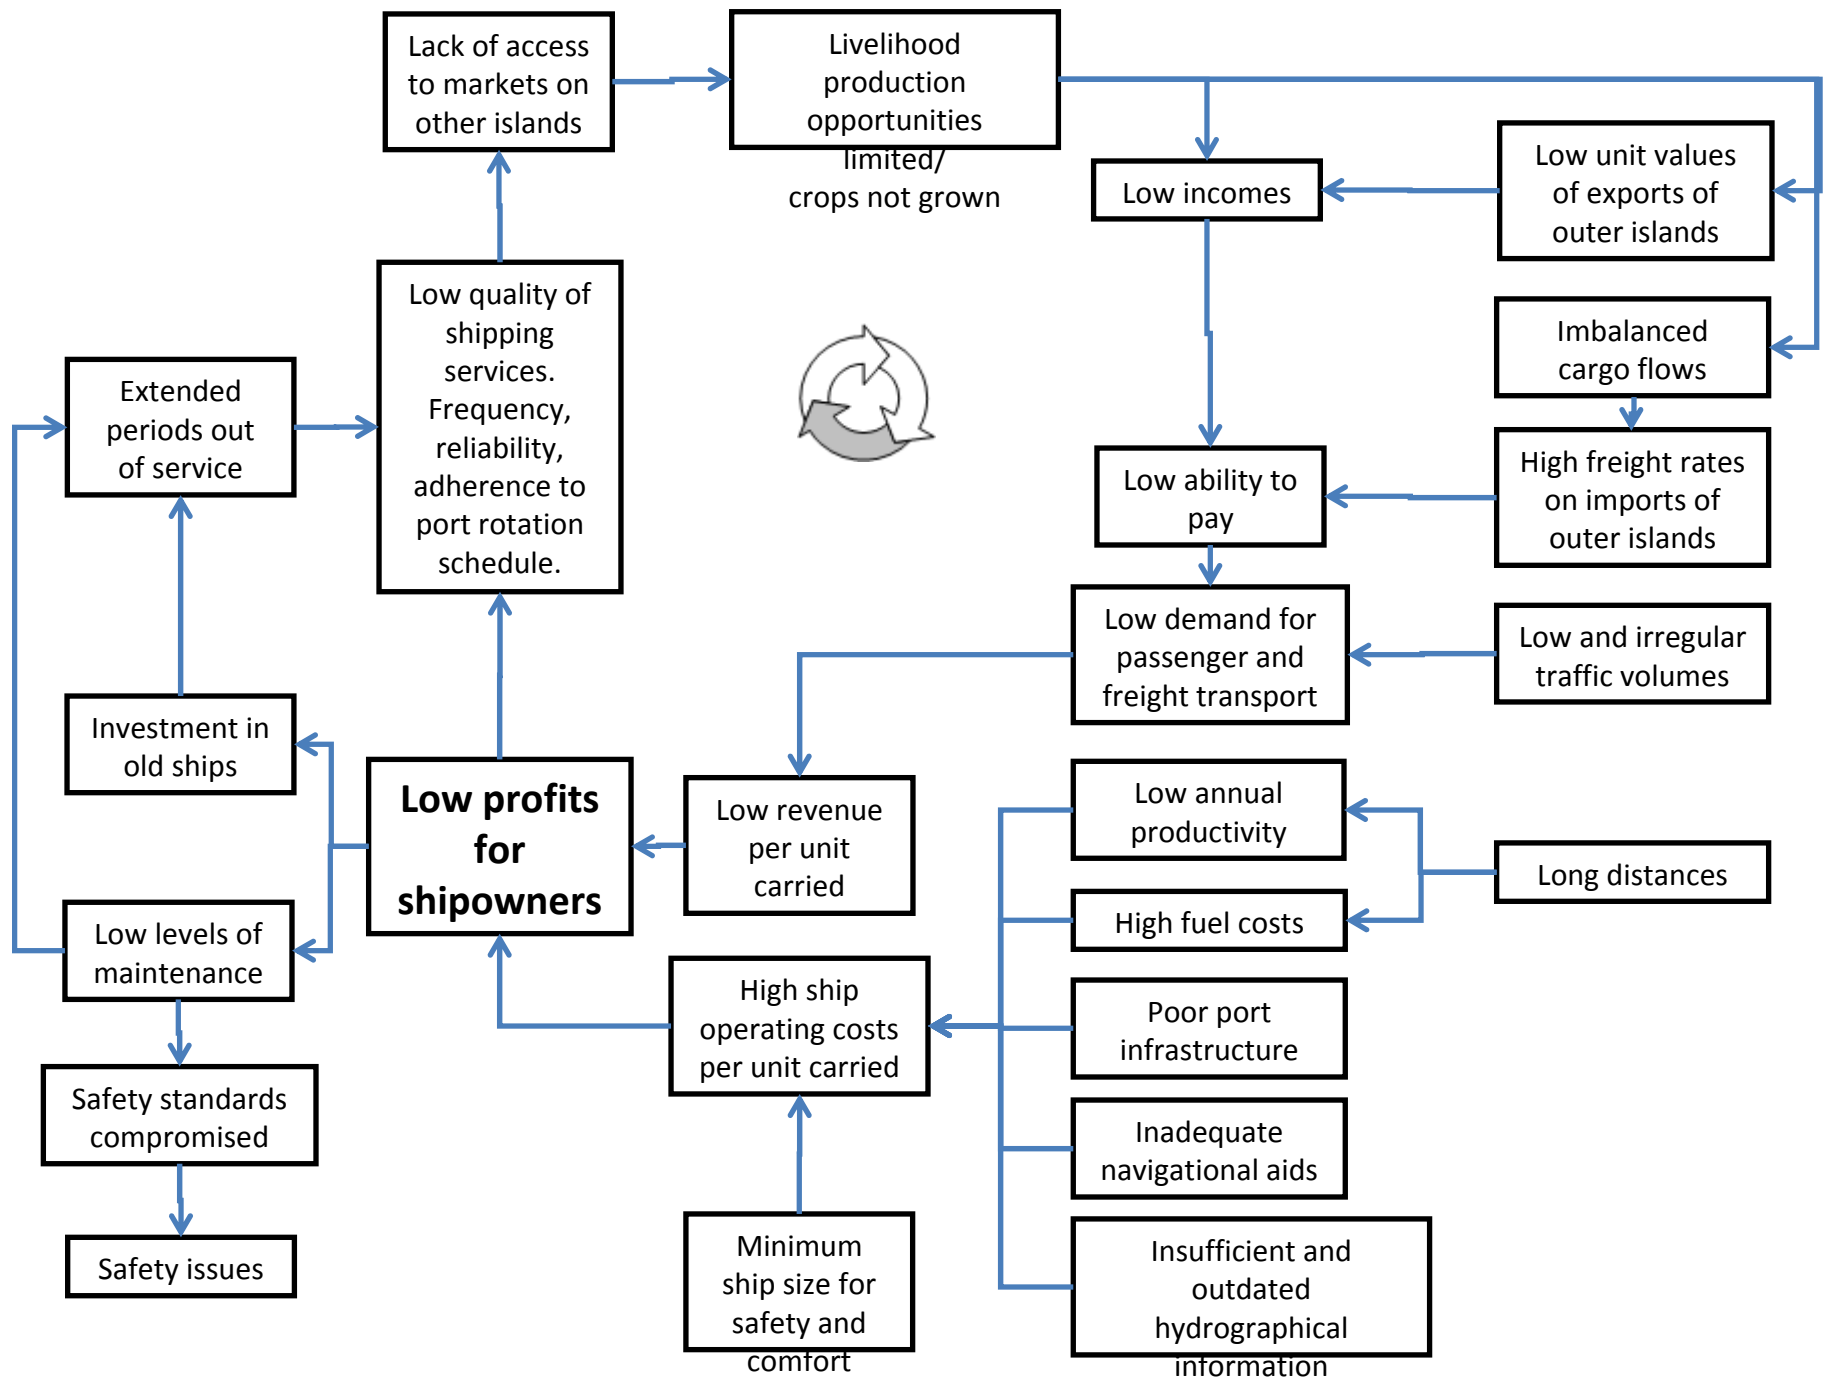 Lack of access
to markets on
other islands
Livelihood
production
opportunities
limited/
crops not grown
Low incomes
Low unit values
of exports of
outer islands
Low quality of
shipping
services.
Frequency,
reliability,
adherence to
port rotation
schedule.
Imbalanced
cargo flows
Extended
periods out
of service
Low ability to
pay
High freight rates
on imports of
outer islands
Low demand for
passenger and
freight transport
Low and irregular
traffic volumes
Investment in
old ships
Low profits
for
shipowners
Low revenue
per unit
carried
Low annual
productivity
Long distances
High fuel costs
Low levels of
maintenance
High ship
operating costs
per unit carried
Poor port
infrastructure
Safety standards
compromised
Inadequate
navigational aids
Safety issues
Minimum
ship size for
safety and
comfort
Insufficient and
outdated
hydrographical
information